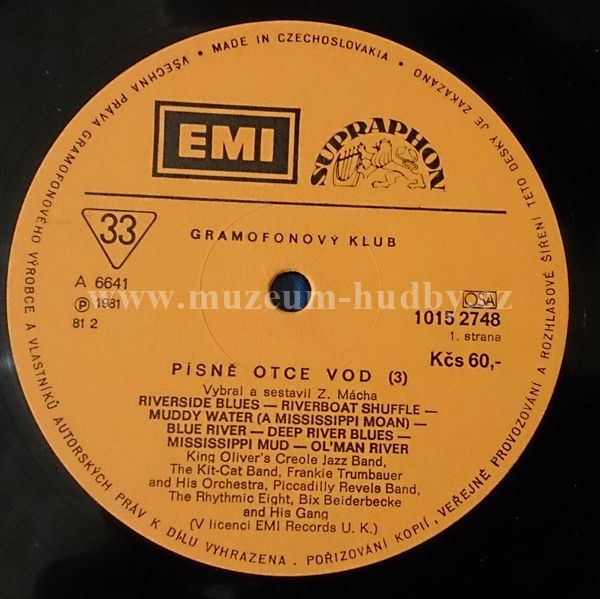 VŠECHNA PRÁVA GRAMOFONOVÉHO VÝROBCE A VLASTNÍKŮ AUTORSKÝCH PRÁV K DÍLU VYHRAZENA. POŘIZOVÁNÍ KOPIÍ, VEŘEJNÉ PROVOZOVÁNÍ A ROZHLASOVÉ ŠÍŘENÍ TÉTO DESKY JE ZAKÁZÁNO • MADE IN CZECHOSLOVAKIA •
EMI
SUPRAPHON
33
GRAMOFONOVÝ KLUB
A 6641
Ⓟ 1981
81 2
OSA
1015 2748
1. strana
www.muzeum-hudby.cz
PÍSNĚ OTCE VOD (3)
Kčs 60,-
Vybral a sestavil Z. Mácha
RIVERSIDE BLUES — RIVERBOAT SHUFFLE —
MUDDY WATER (A MISSISSIPPI MOAN) —
BLUE RIVER — DEEP RIVER BLUES —
MISSISSIPPI MUD — OL'MAN RIVER
King Oliver's Creole Jazz Band,
The Kit-Cat Band, Frankie Trumbauer
and His Orchestra, Piccadilly Revels Band,
The Rhythmic Eight, Bix Beiderbecke
and His Gang
(V licenci EMI Records U. K.)